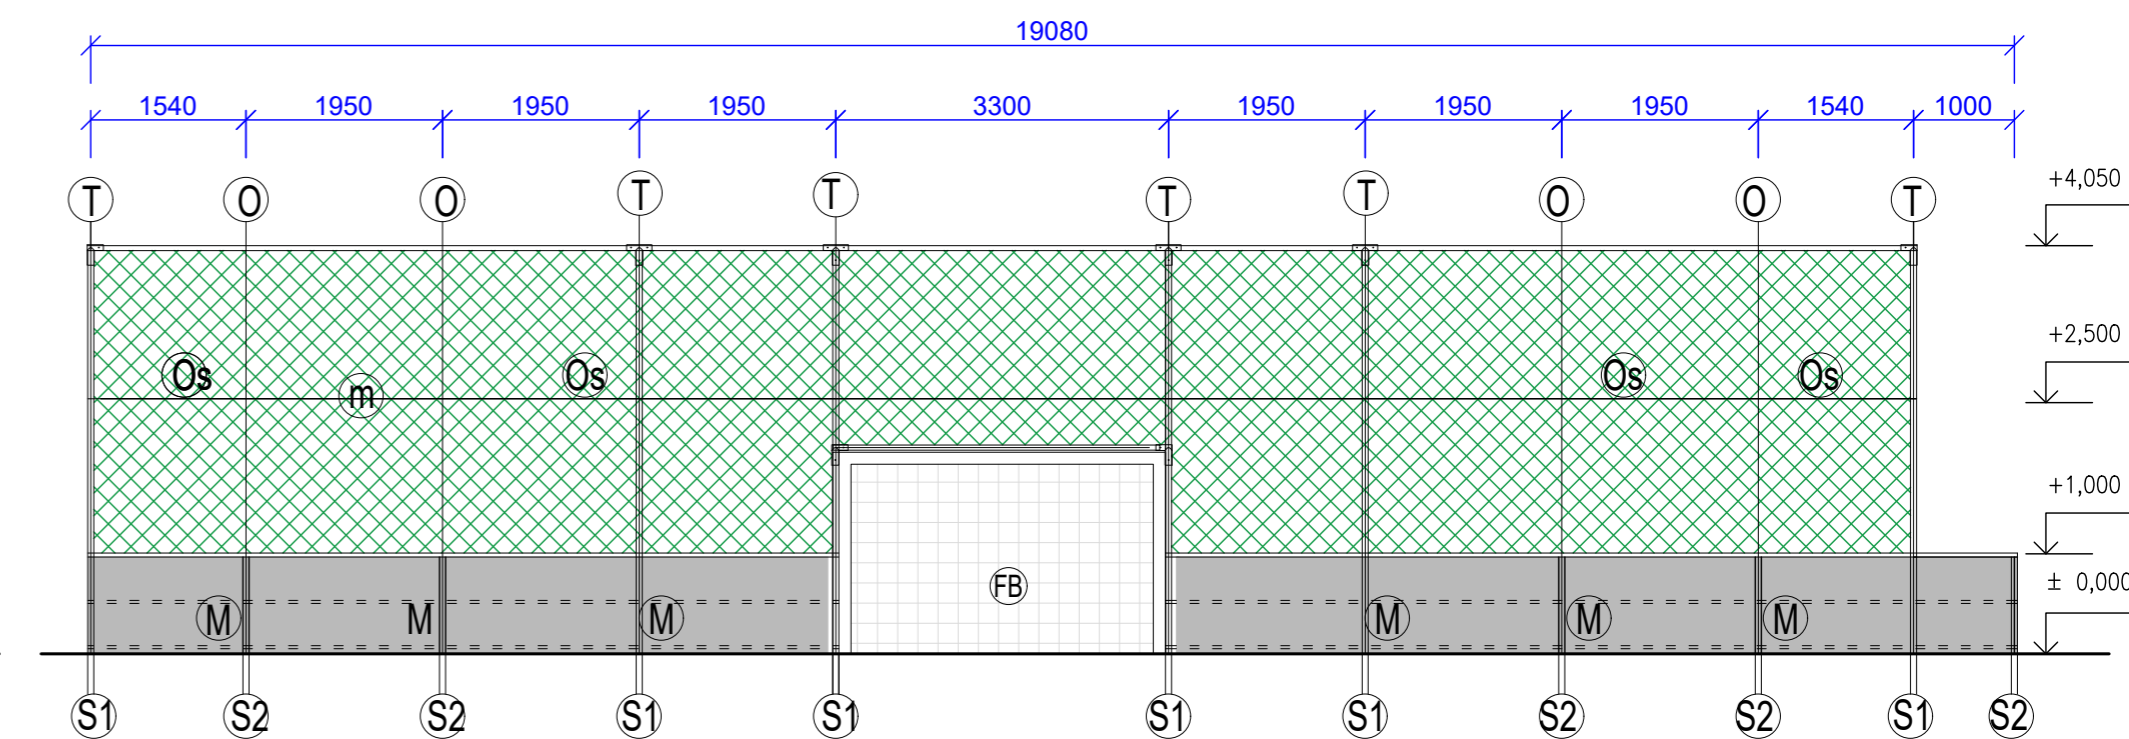 19080
1540 1950 1950 1950 3300 1950 1950 1950 1540 1000
T O O T T T T O O T
+4,050
+2,500
Os m Os Os Os
+1,000
FB
± 0,000
M M M M M M
S1 S2 S2 S1 S1 S1 S1 S2 S2 S1 S2